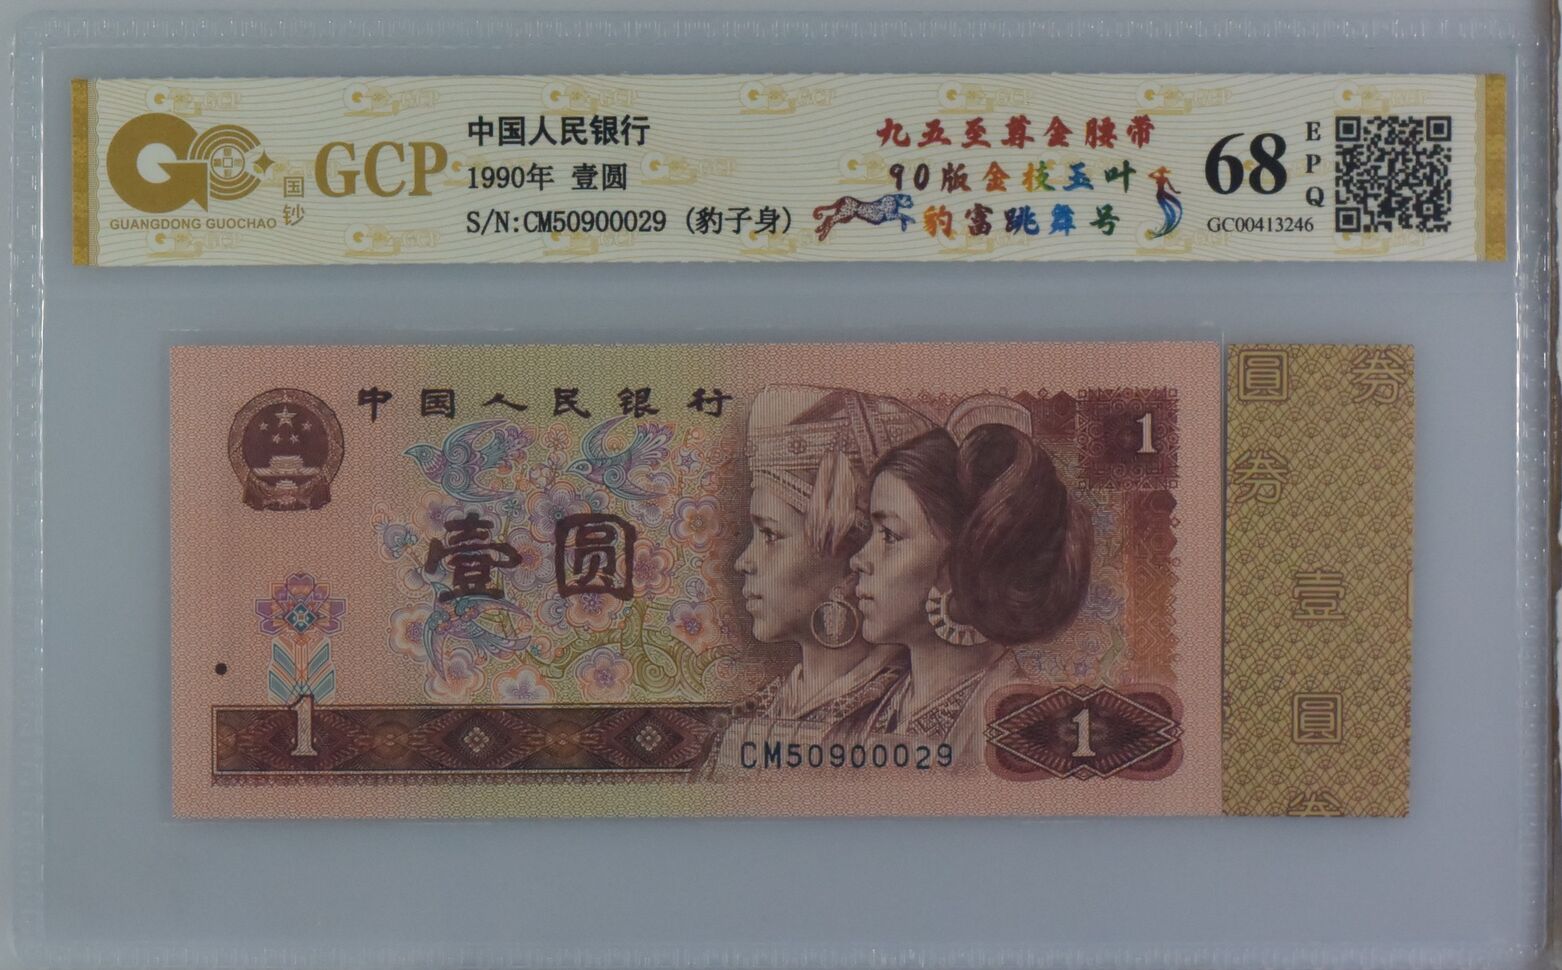 GCP
国钞
GUANGDONG GUOCHAO
中国人民银行
1990年 壹圆
S/N:CM50900029 (豹子身)
九五至尊金腰带
90版金枝玉叶
豹富跳舞号
68
EPQ
GC00413246
中国人民银行
1
壹圆
1
CM50900029
1
圓 券
券
壹
圓
券